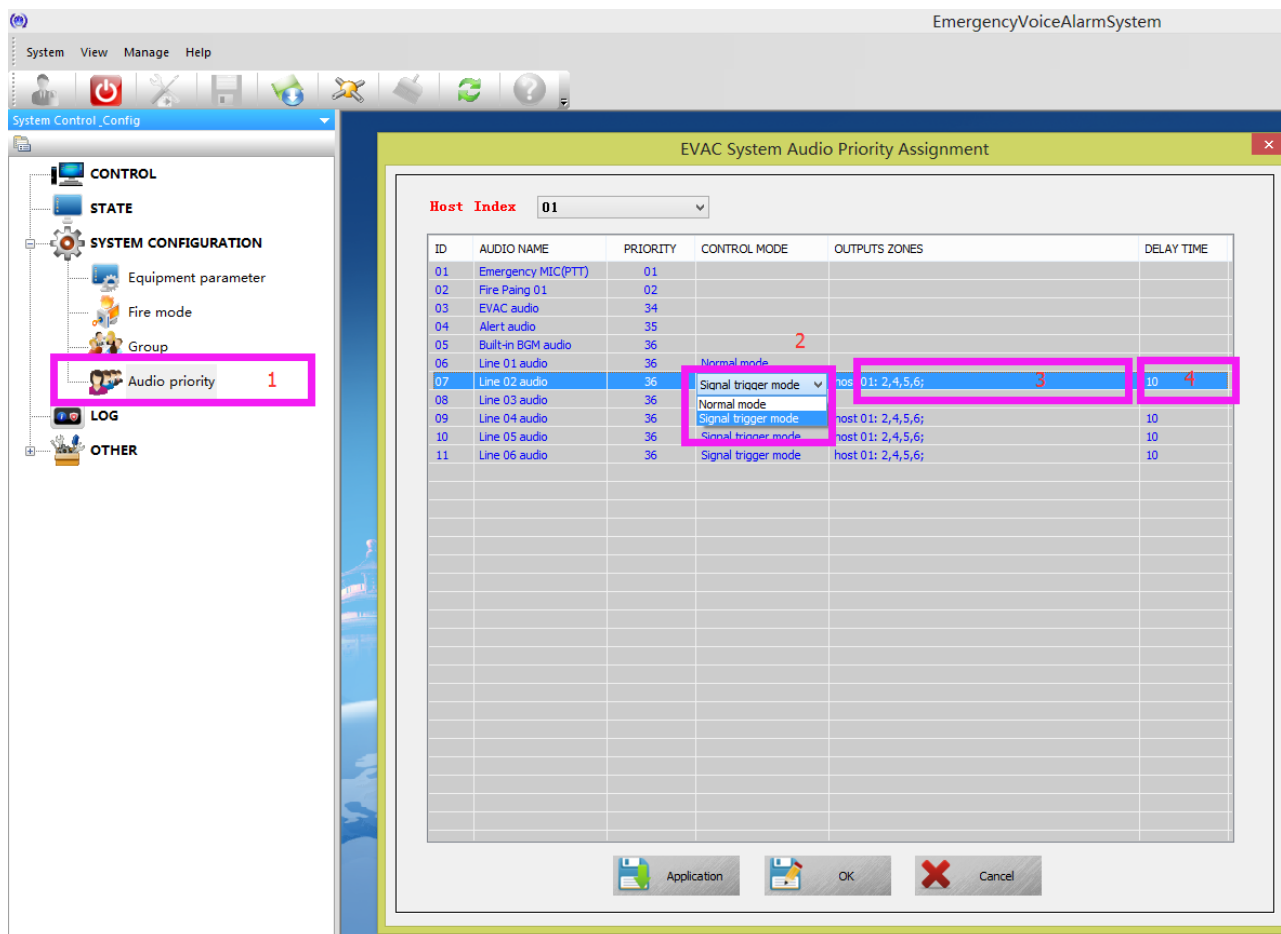 EmergencyVoiceAlarmSystem
System View Manage Help
System Control _Config
CONTROL
STATE
SYSTEM CONFIGURATION
Equipment parameter
Fire mode
Group
Audio priority 1
LOG
OTHER
EVAC System Audio Priority Assignment
Host Index 01
ID AUDIO NAME PRIORITY CONTROL MODE OUTPUTS ZONES DELAY TIME
01 Emergency MIC(PTT) 01
02 Fire Paing 01 02
03 EVAC audio 34
04 Alert audio 35
05 Built-in BGM audio 36 2
06 Line 01 audio 36 Normal mode
07 Line 02 audio 36 Signal trigger mode host 01: 2,4,5,6; 3 10 4
Normal mode
08 Line 03 audio 36
Signal trigger mode
09 Line 04 audio 36 host 01: 2,4,5,6; 10
10 Line 05 audio 36 Signal trigger mode host 01: 2,4,5,6; 10
11 Line 06 audio 36 Signal trigger mode host 01: 2,4,5,6; 10
Application OK Cancel